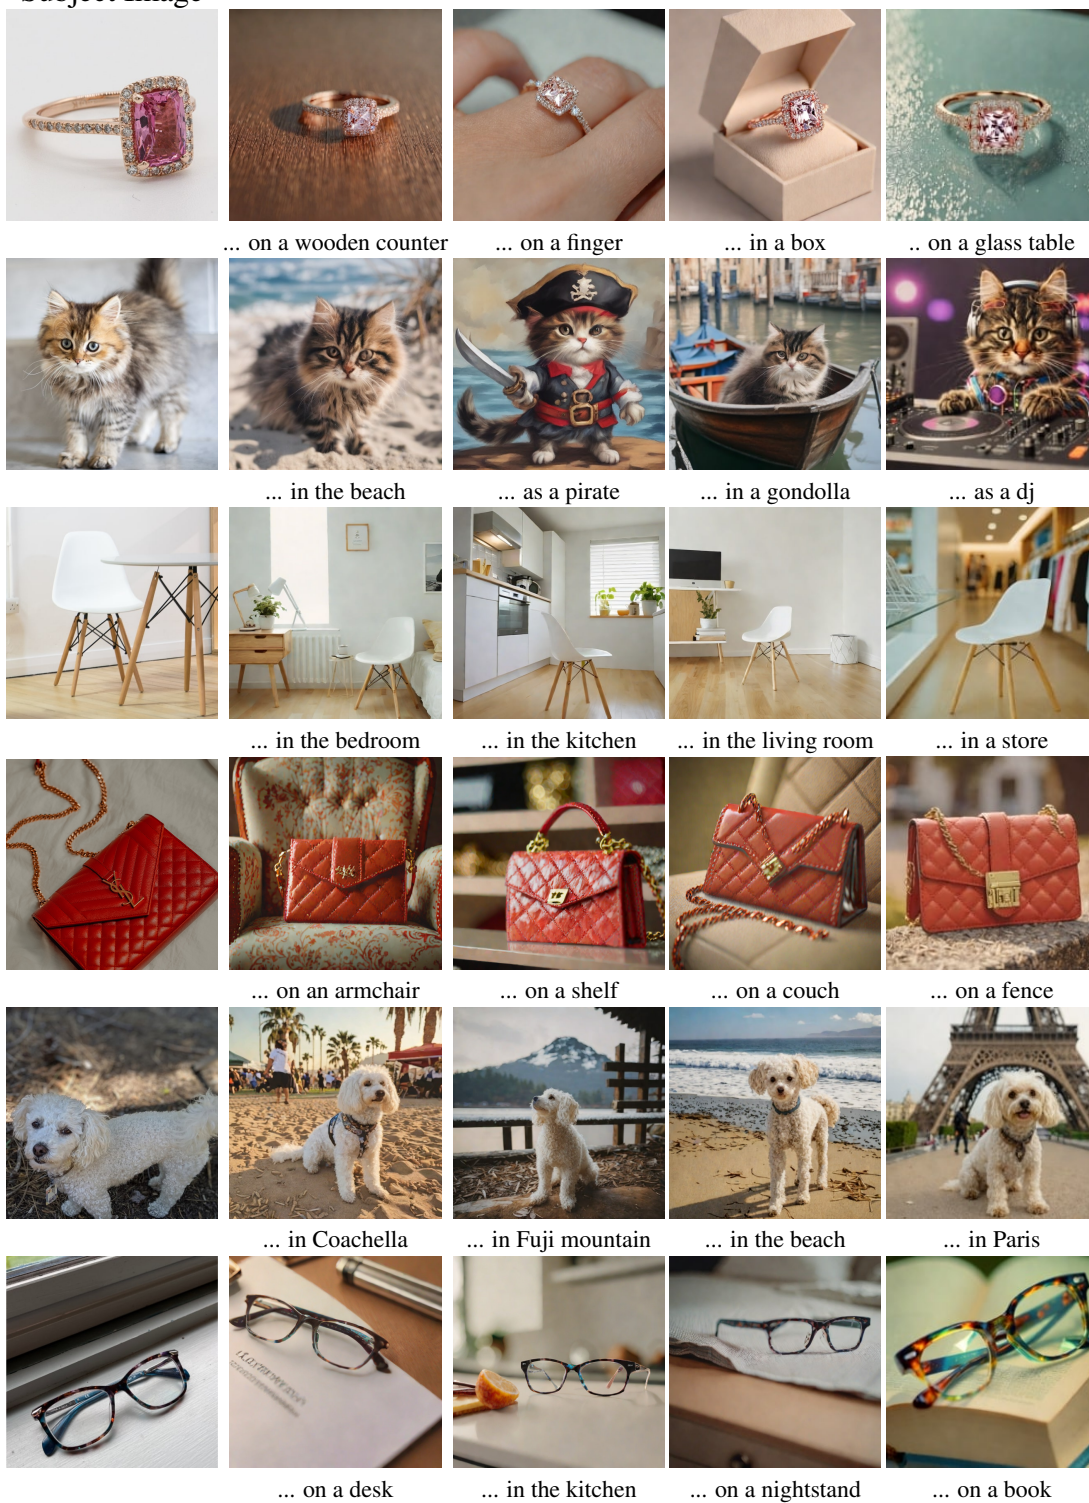 Subject Image
... on a wooden counter
... on a finger
... in a box
.. on a glass table
... in the beach
... as a pirate
... in a gondolla
... as a dj
... in the bedroom
... in the kitchen
... in the living room
... in a store
... on an armchair
... on a shelf
... on a couch
... on a fence
... in Coachella
... in Fuji mountain
... in the beach
... in Paris
... on a desk
... in the kitchen
... on a nightstand
... on a book